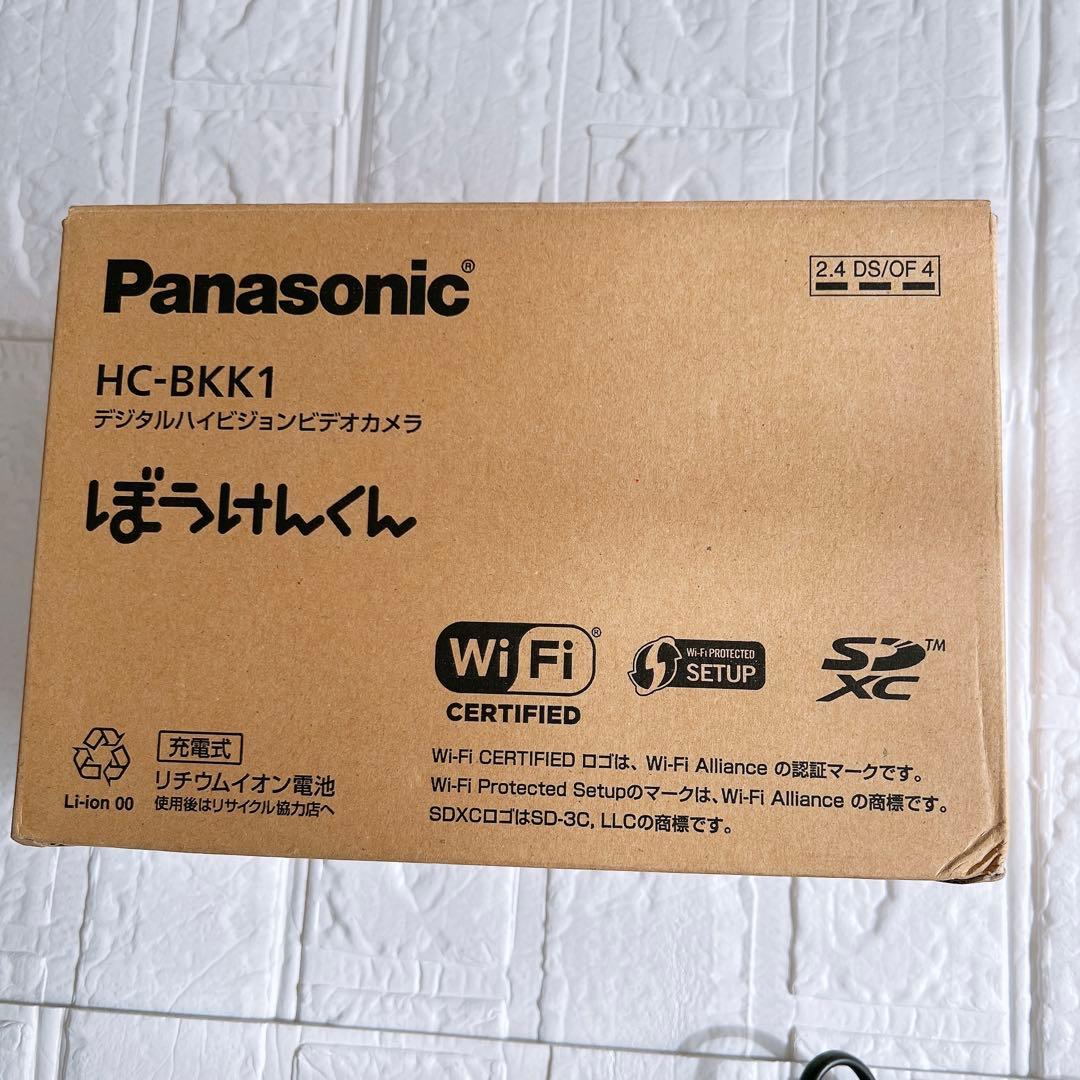 Panasonic®
2.4 DS/OF 4
HC-BKK1
デジタルハイビジョンビデオカメラ
ぼうけんくん
Wi Fi®
CERTIFIED
Wi-Fi PROTECTED
SETUP
SD
XC™
Li-ion 00
充電式
リチウムイオン電池
使用後はリサイクル協力店へ
Wi-Fi CERTIFIED ロゴは、Wi-Fi Alliance の認証マークです。
Wi-Fi Protected Setupのマークは、Wi-Fi Alliance の商標です。
SDXCロゴはSD-3C, LLCの商標です。